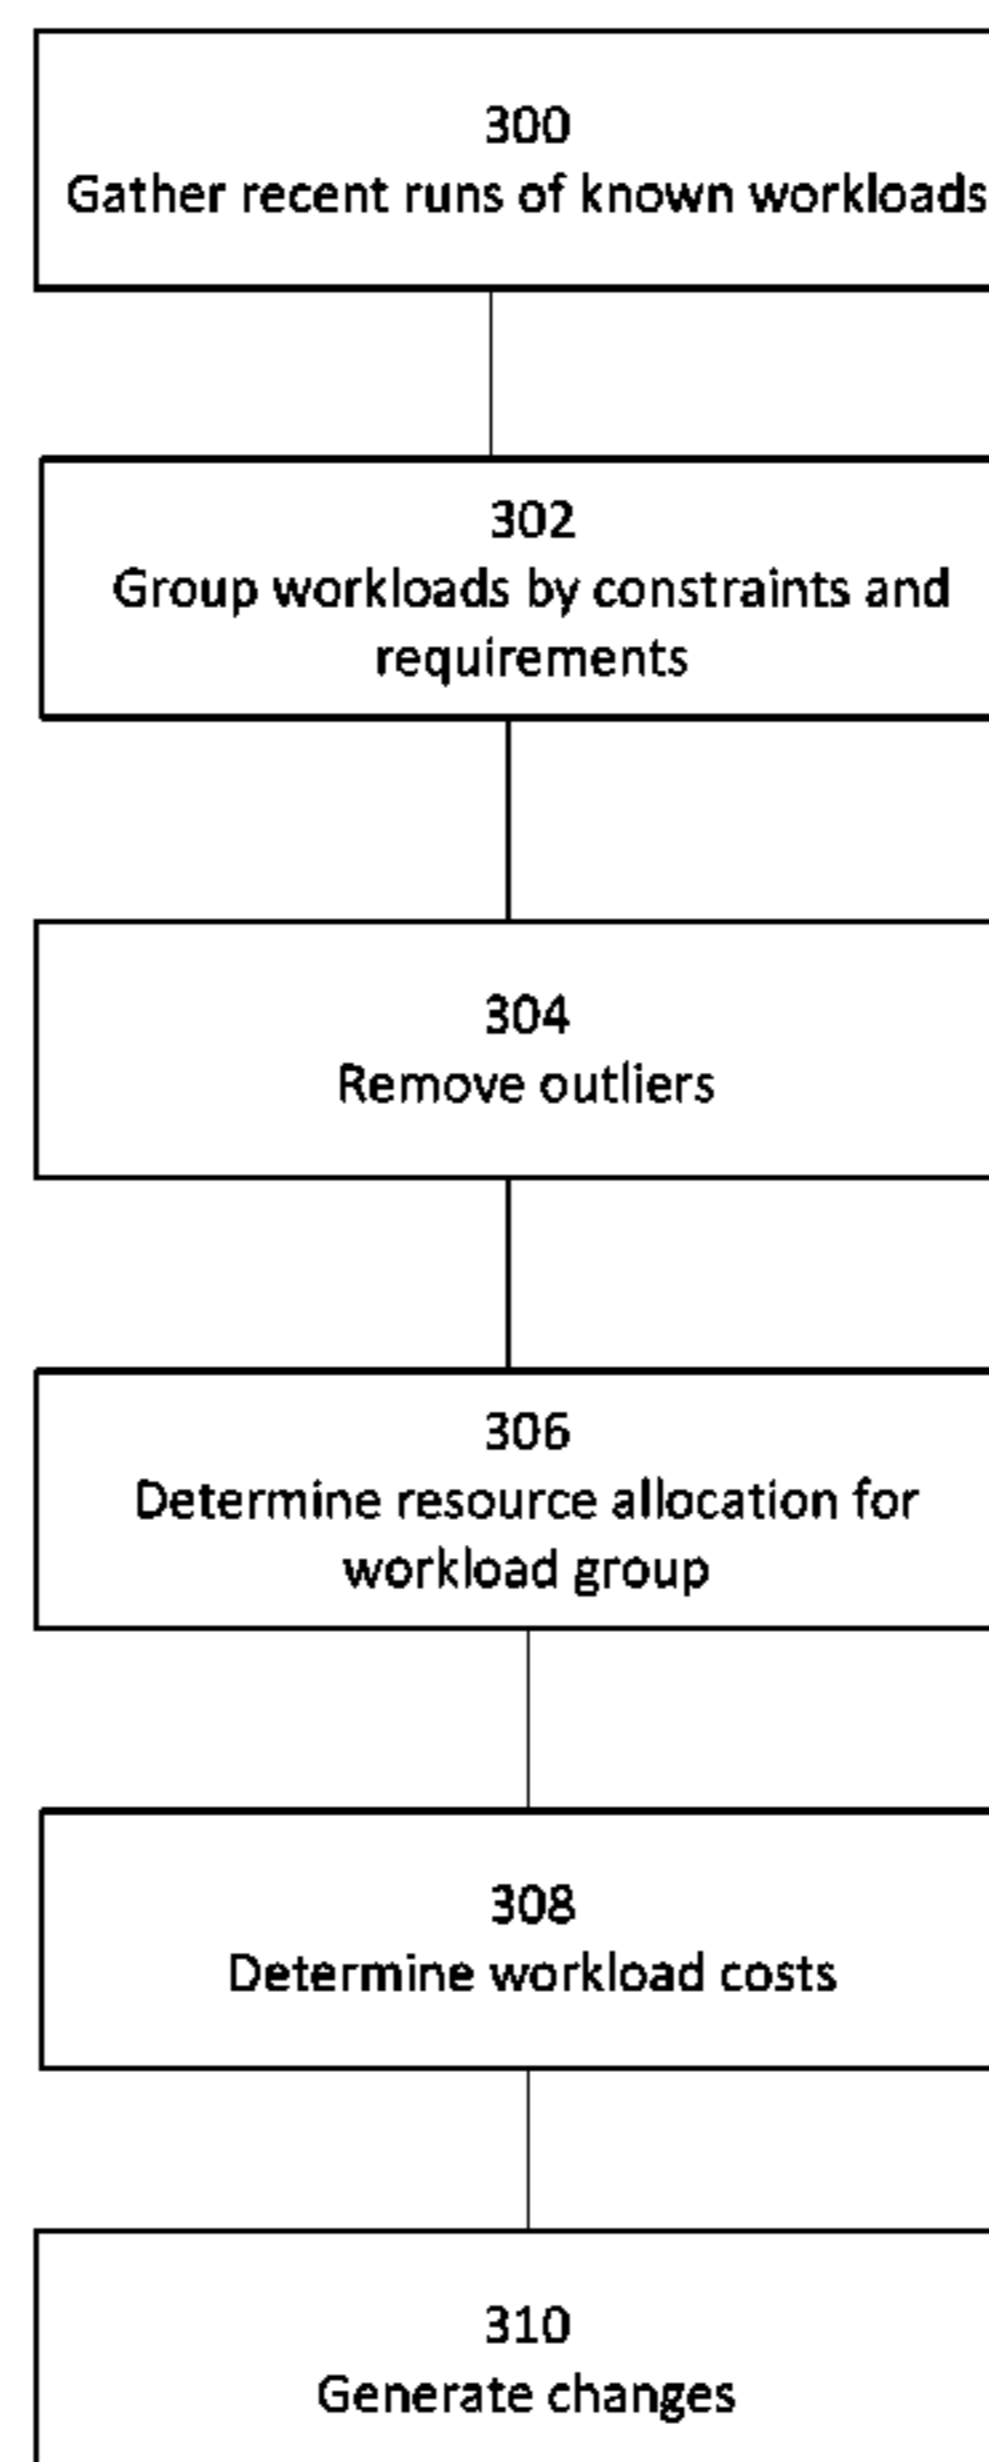 300
Gather recent runs of known workloads
302
Group workloads by constraints and
requirements
304
Remove outliers
306
Determine resource allocation for
workload group
308
Determine workload costs
310
Generate changes